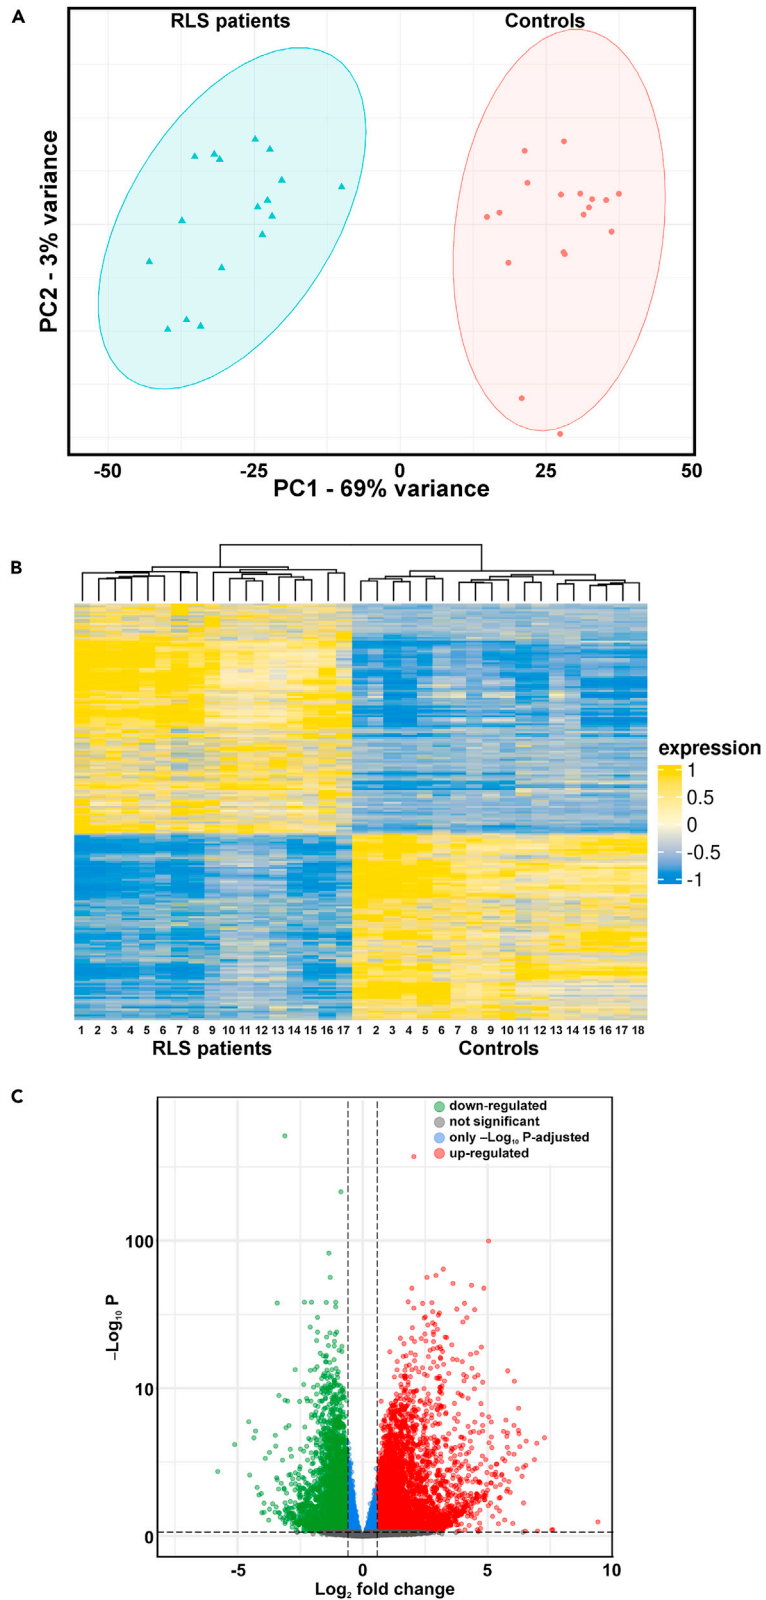 A
RLS patients
Controls
PC2 - 3% variance
-50
-25
0
25
50
PC1 - 69% variance
B
expression
1
0.5
0
-0.5
-1
1 2 3 4 5 6 7 8 9 10 11 12 13 14 15 16 17 1 2 3 4 5 6 7 8 9 10 11 12 13 14 15 16 17 18
RLS patients
Controls
C
down-regulated
not significant
only –Log₁₀ P-adjusted
up-regulated
100
10
0
–Log₁₀ P
-5
0
5
10
Log₂ fold change